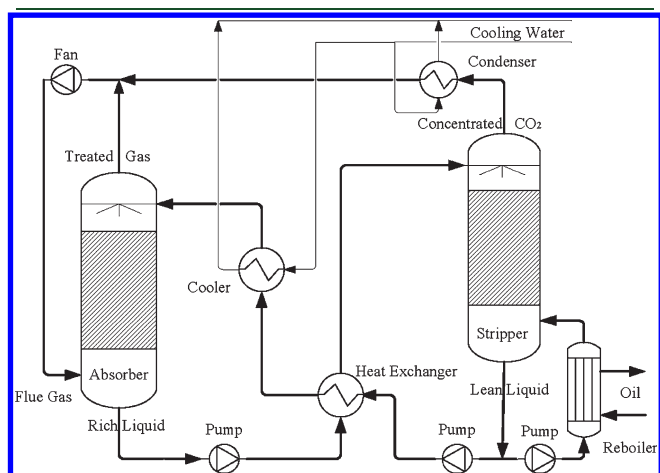 Cooling Water
Fan
Condenser
Concentrated CO₂
Treated Gas
Cooler
Stripper
Absorber
Heat Exchanger
Lean Liquid
Oil
Flue Gas
Rich Liquid
Pump
Pump
Pump
Reboiler